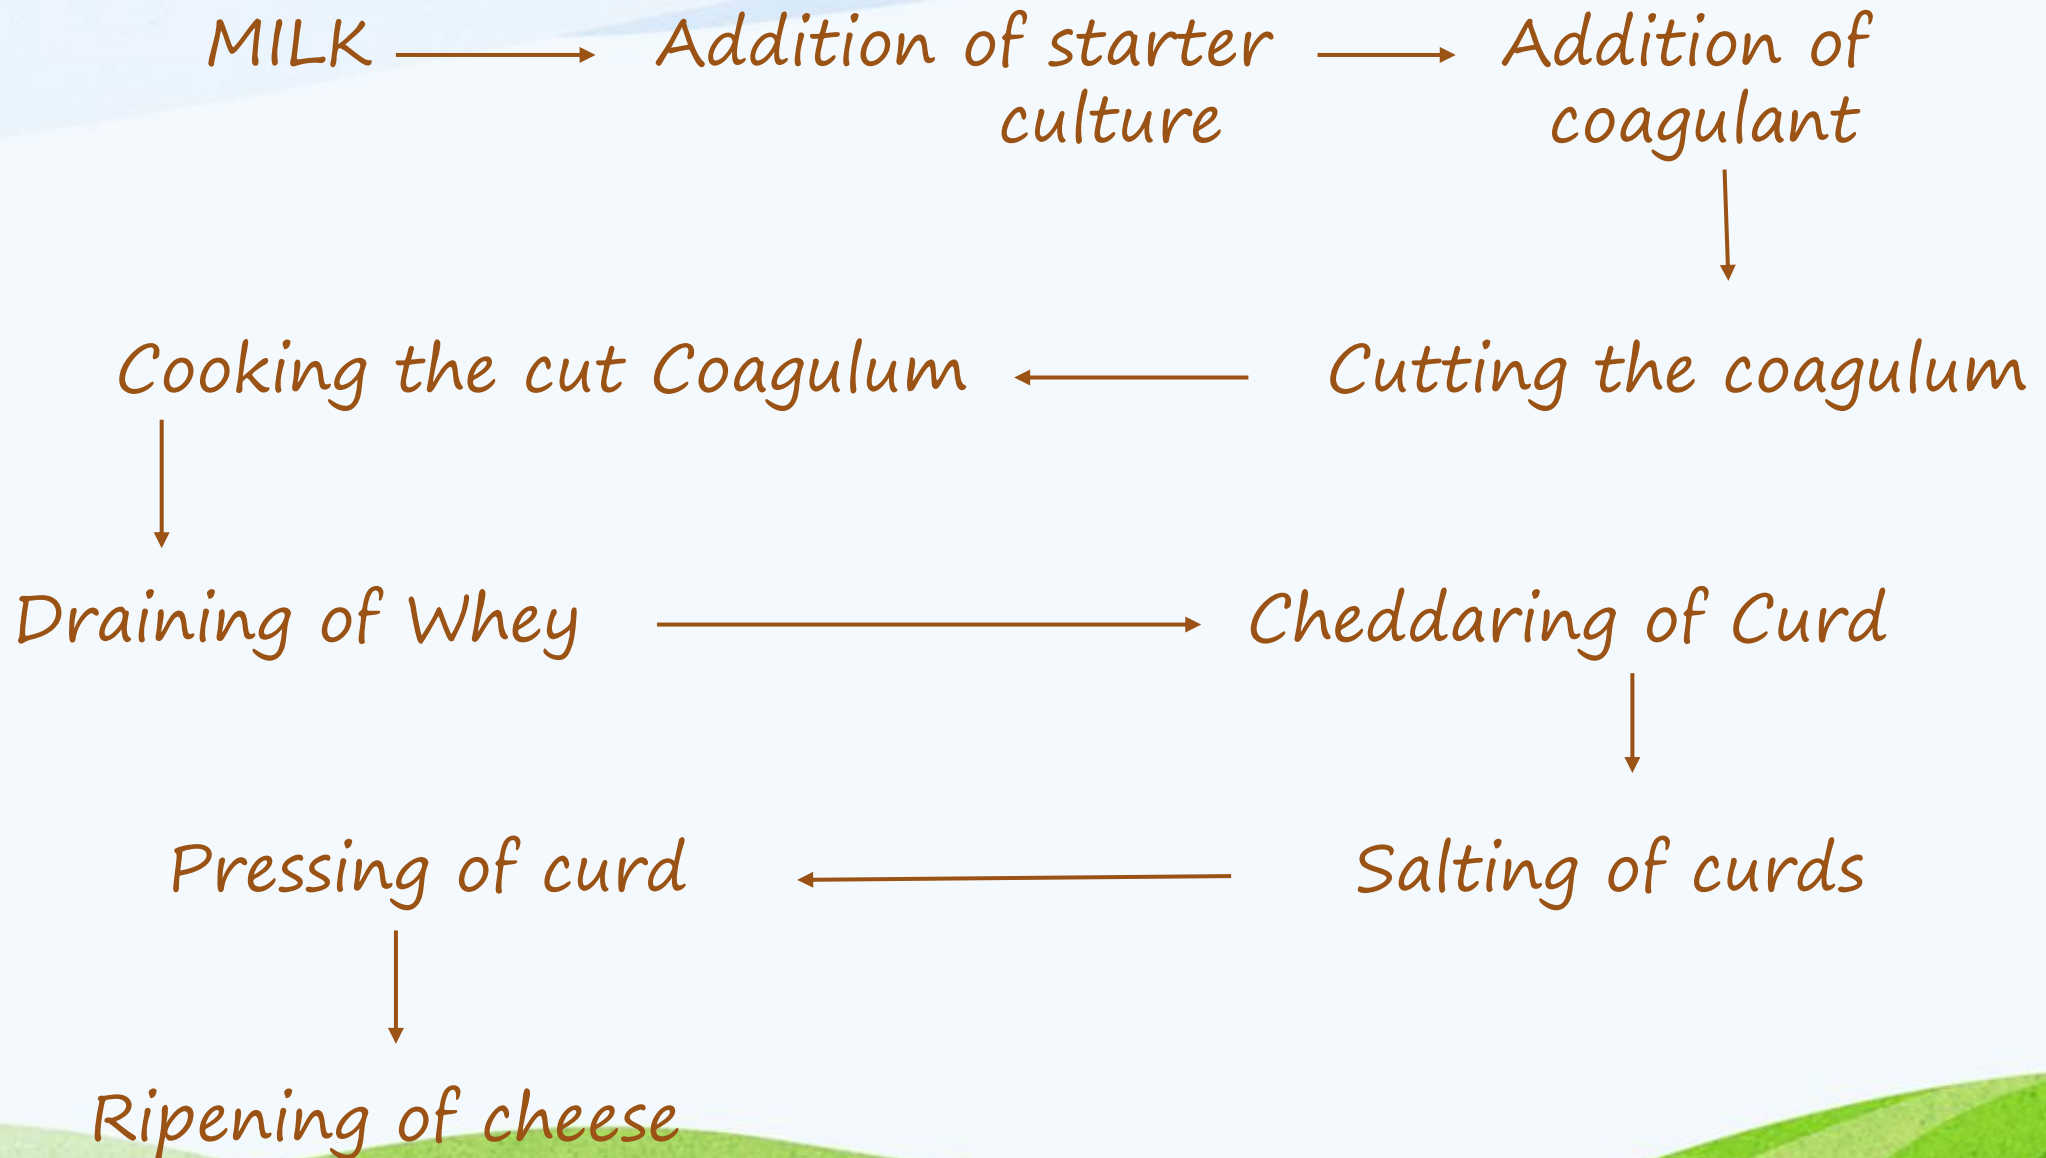 MILK
Addition of starter
culture
Addition of
coagulant
Cutting the coagulum
Cooking the cut Coagulum
Draining of Whey
Cheddaring of Curd
Salting of curds
Pressing of curd
Ripening of cheese